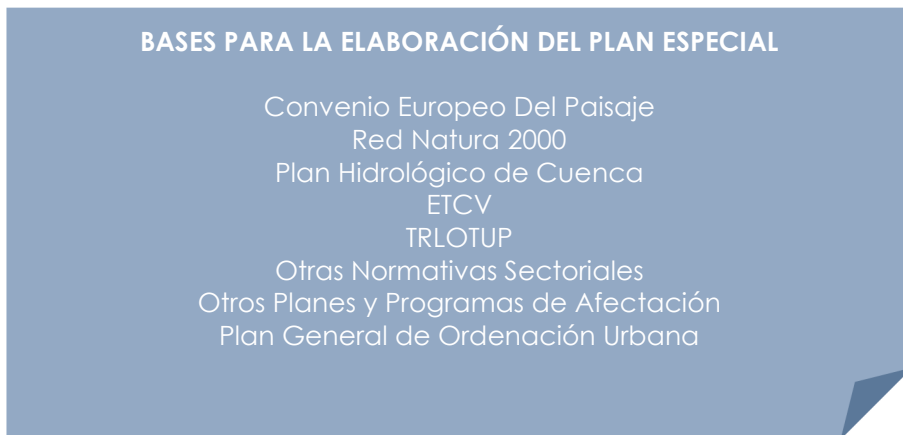 BASES PARA LA ELABORACIÓN DEL PLAN ESPECIAL
Convenio Europeo Del Paisaje
Red Natura 2000
Plan Hidrológico de Cuenca
ETCV
TRLOTUP
Otras Normativas Sectoriales
Otros Planes y Programas de Afectación
Plan General de Ordenación Urbana